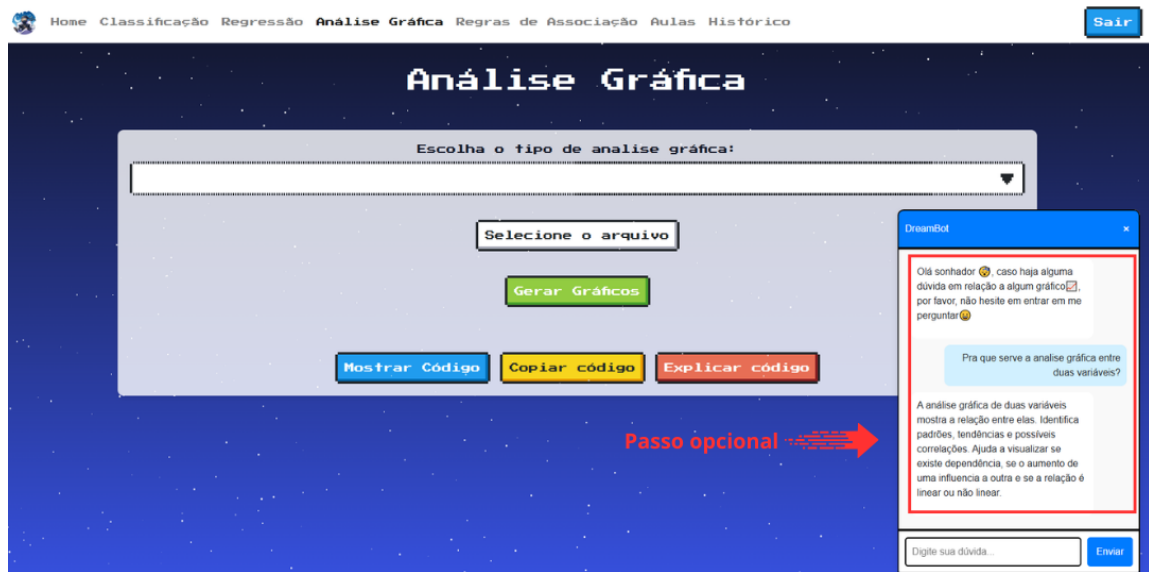 Home Classificação Regressão Análise Gráfica Regras de Associação Aulas Histórico
Sair
Análise Gráfica
Escolha o tipo de analise gráfica:
Selecione o arquivo
Gerar Gráficos
Mostrar Código
Copiar código
Explicar código
Passo opcional
DreamBot
×
Olá sonhador 😴, caso haja alguma
dúvida em relação a algum gráfico📈,
por favor, não hesite em entrar em me
perguntar😀
Pra que serve a analise gráfica entre
duas variáveis?
A análise gráfica de duas variáveis
mostra a relação entre elas. Identifica
padrões, tendências e possíveis
correlações. Ajuda a visualizar se
existe dependência, se o aumento de
uma influencia a outra e se a relação é
linear ou não linear.
Digite sua dúvida...
Enviar